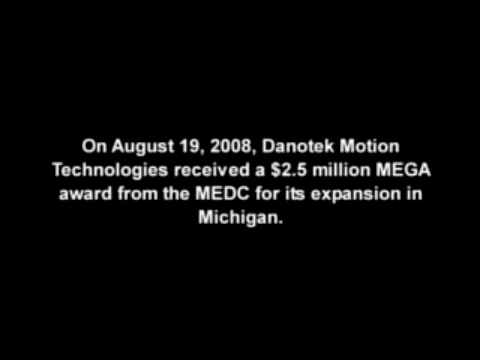 On August 19, 2008, Danotek Motion
Technologies received a $2.5 million MEGA
award from the MEDC for its expansion in
Michigan.